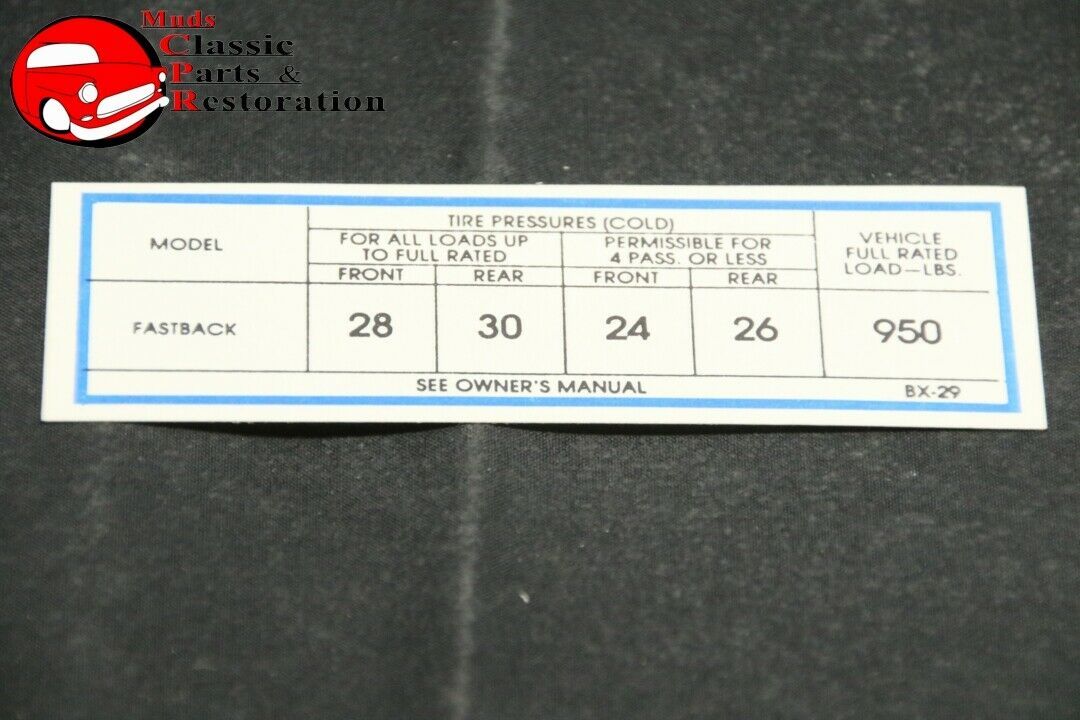 Muds
Classic
Parts &
Restoration
MODEL
TIRE PRESSURES (COLD)
FOR ALL LOADS UP
TO FULL RATED
PERMISSIBLE FOR
4 PASS. OR LESS
VEHICLE
FULL RATED
LOAD—LBS.
FRONT REAR FRONT REAR
FASTBACK 28 30 24 26 950
SEE OWNER'S MANUAL BX-29